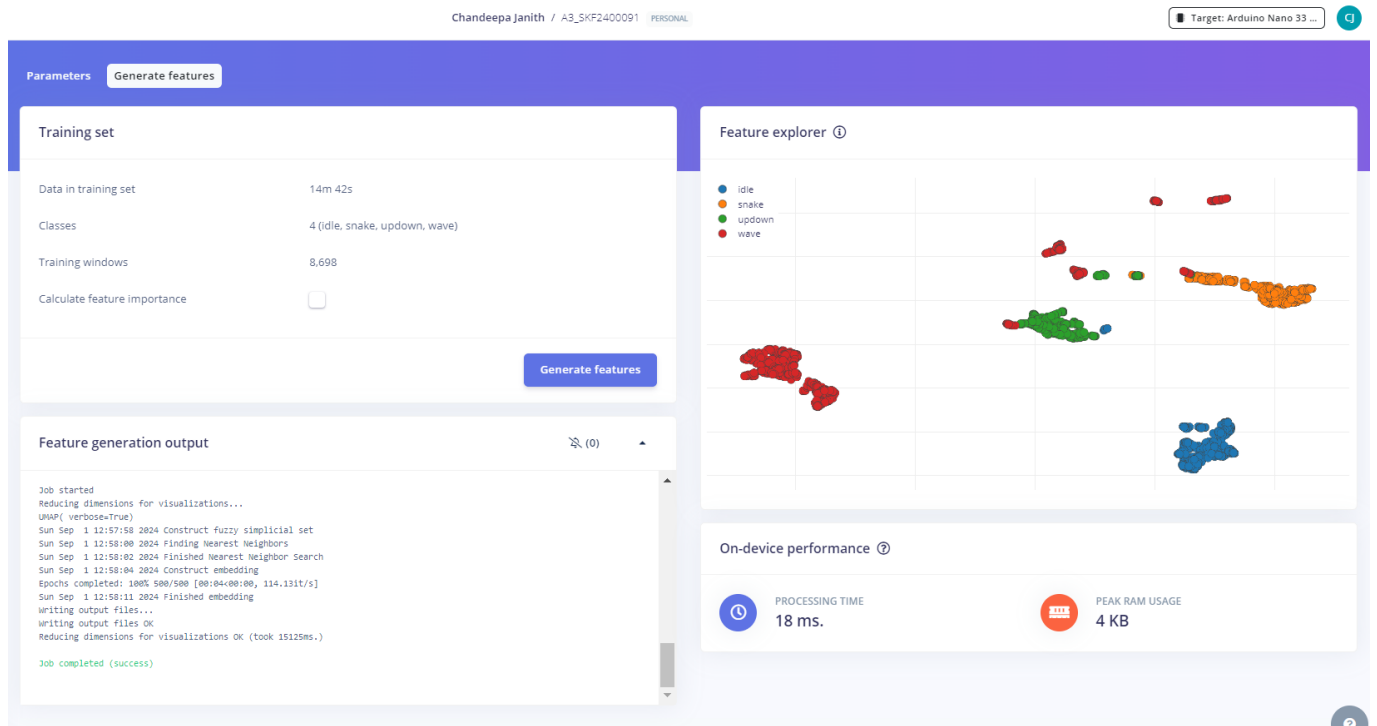 Chandeepa Janith / A3_SKF2400091 PERSONAL
Target: Arduino Nano 33 ...
CJ
Parameters
Generate features
Training set
Data in training set 14m 42s
Classes 4 (idle, snake, updown, wave)
Training windows 8,698
Calculate feature importance
Generate features
Feature generation output (0)
Job started
Reducing dimensions for visualizations...
UMAP( verbose=True)
Sun Sep 1 12:57:58 2024 Construct fuzzy simplicial set
Sun Sep 1 12:58:00 2024 Finding Nearest Neighbors
Sun Sep 1 12:58:02 2024 Finished Nearest Neighbor Search
Sun Sep 1 12:58:04 2024 Construct embedding
Epochs completed: 100% 500/500 [00:04<00:00, 114.13it/s]
Sun Sep 1 12:58:11 2024 Finished embedding
Writing output files...
Writing output files OK
Reducing dimensions for visualizations OK (took 15125ms.)
Job completed (success)
Feature explorer
idle
snake
updown
wave
On-device performance
PROCESSING TIME
18 ms.
PEAK RAM USAGE
4 KB